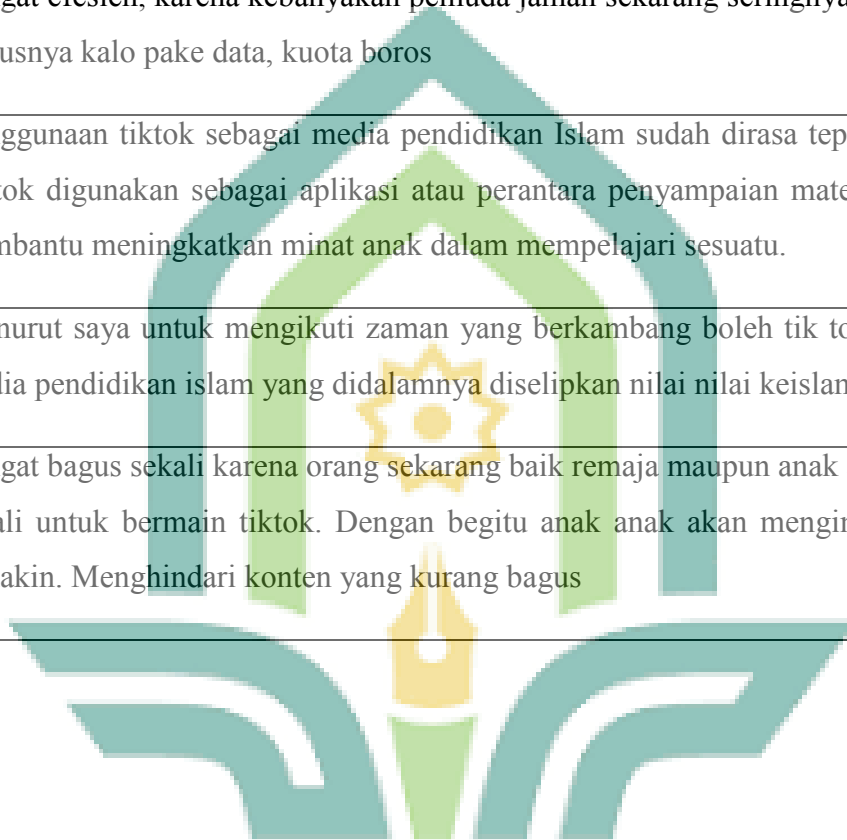 gat efesien, karena kebanyakan pemuda jaman sekarang seringnya
usnya kalo pake data, kuota boros
ggunaan tiktok sebagai media pendidikan Islam sudah dirasa tep
tok digunakan sebagai aplikasi atau perantara penyampaian mate
mbantu meningkatkan minat anak dalam mempelajari sesuatu.
nurut saya untuk mengikuti zaman yang berkambang boleh tik to
dia pendidikan islam yang didalamnya diselipkan nilai nilai keislan
gat bagus sekali karena orang sekarang baik remaja maupun anak
ali untuk bermain tiktok. Dengan begitu anak anak akan mengin
akin. Menghindari konten yang kurang bagus